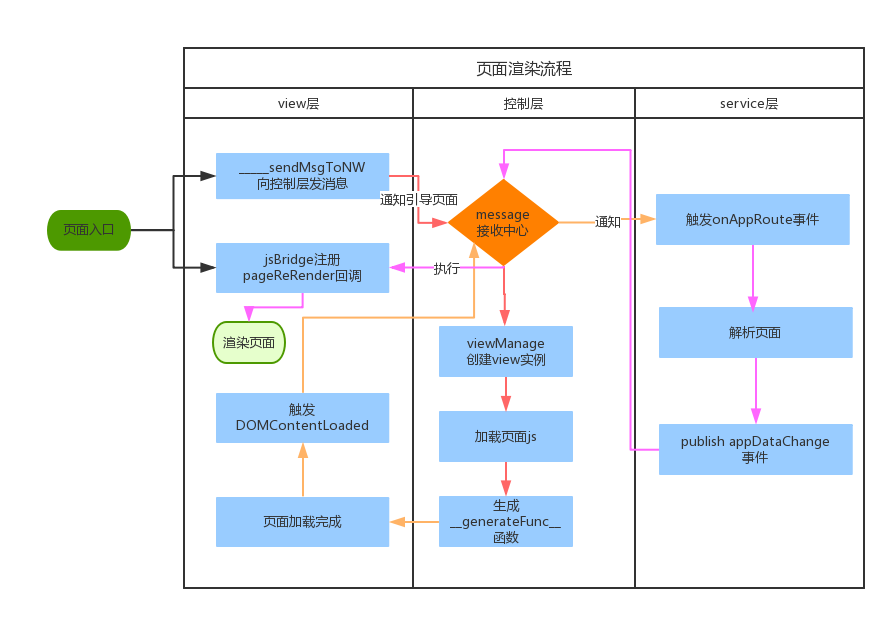 页面渲染流程
view层
控制层
service层
_____sendMsgToNW
向控制层发消息
通知引导页面
message
接收中心
通知
触发onAppRoute事件
页面入口
jsBridge注册
pageReRender回调
执行
渲染页面
viewManage
创建view实例
解析页面
触发
DOMContentLoaded
加载页面js
publish appDataChange
事件
页面加载完成
生成
__generateFunc__
函数